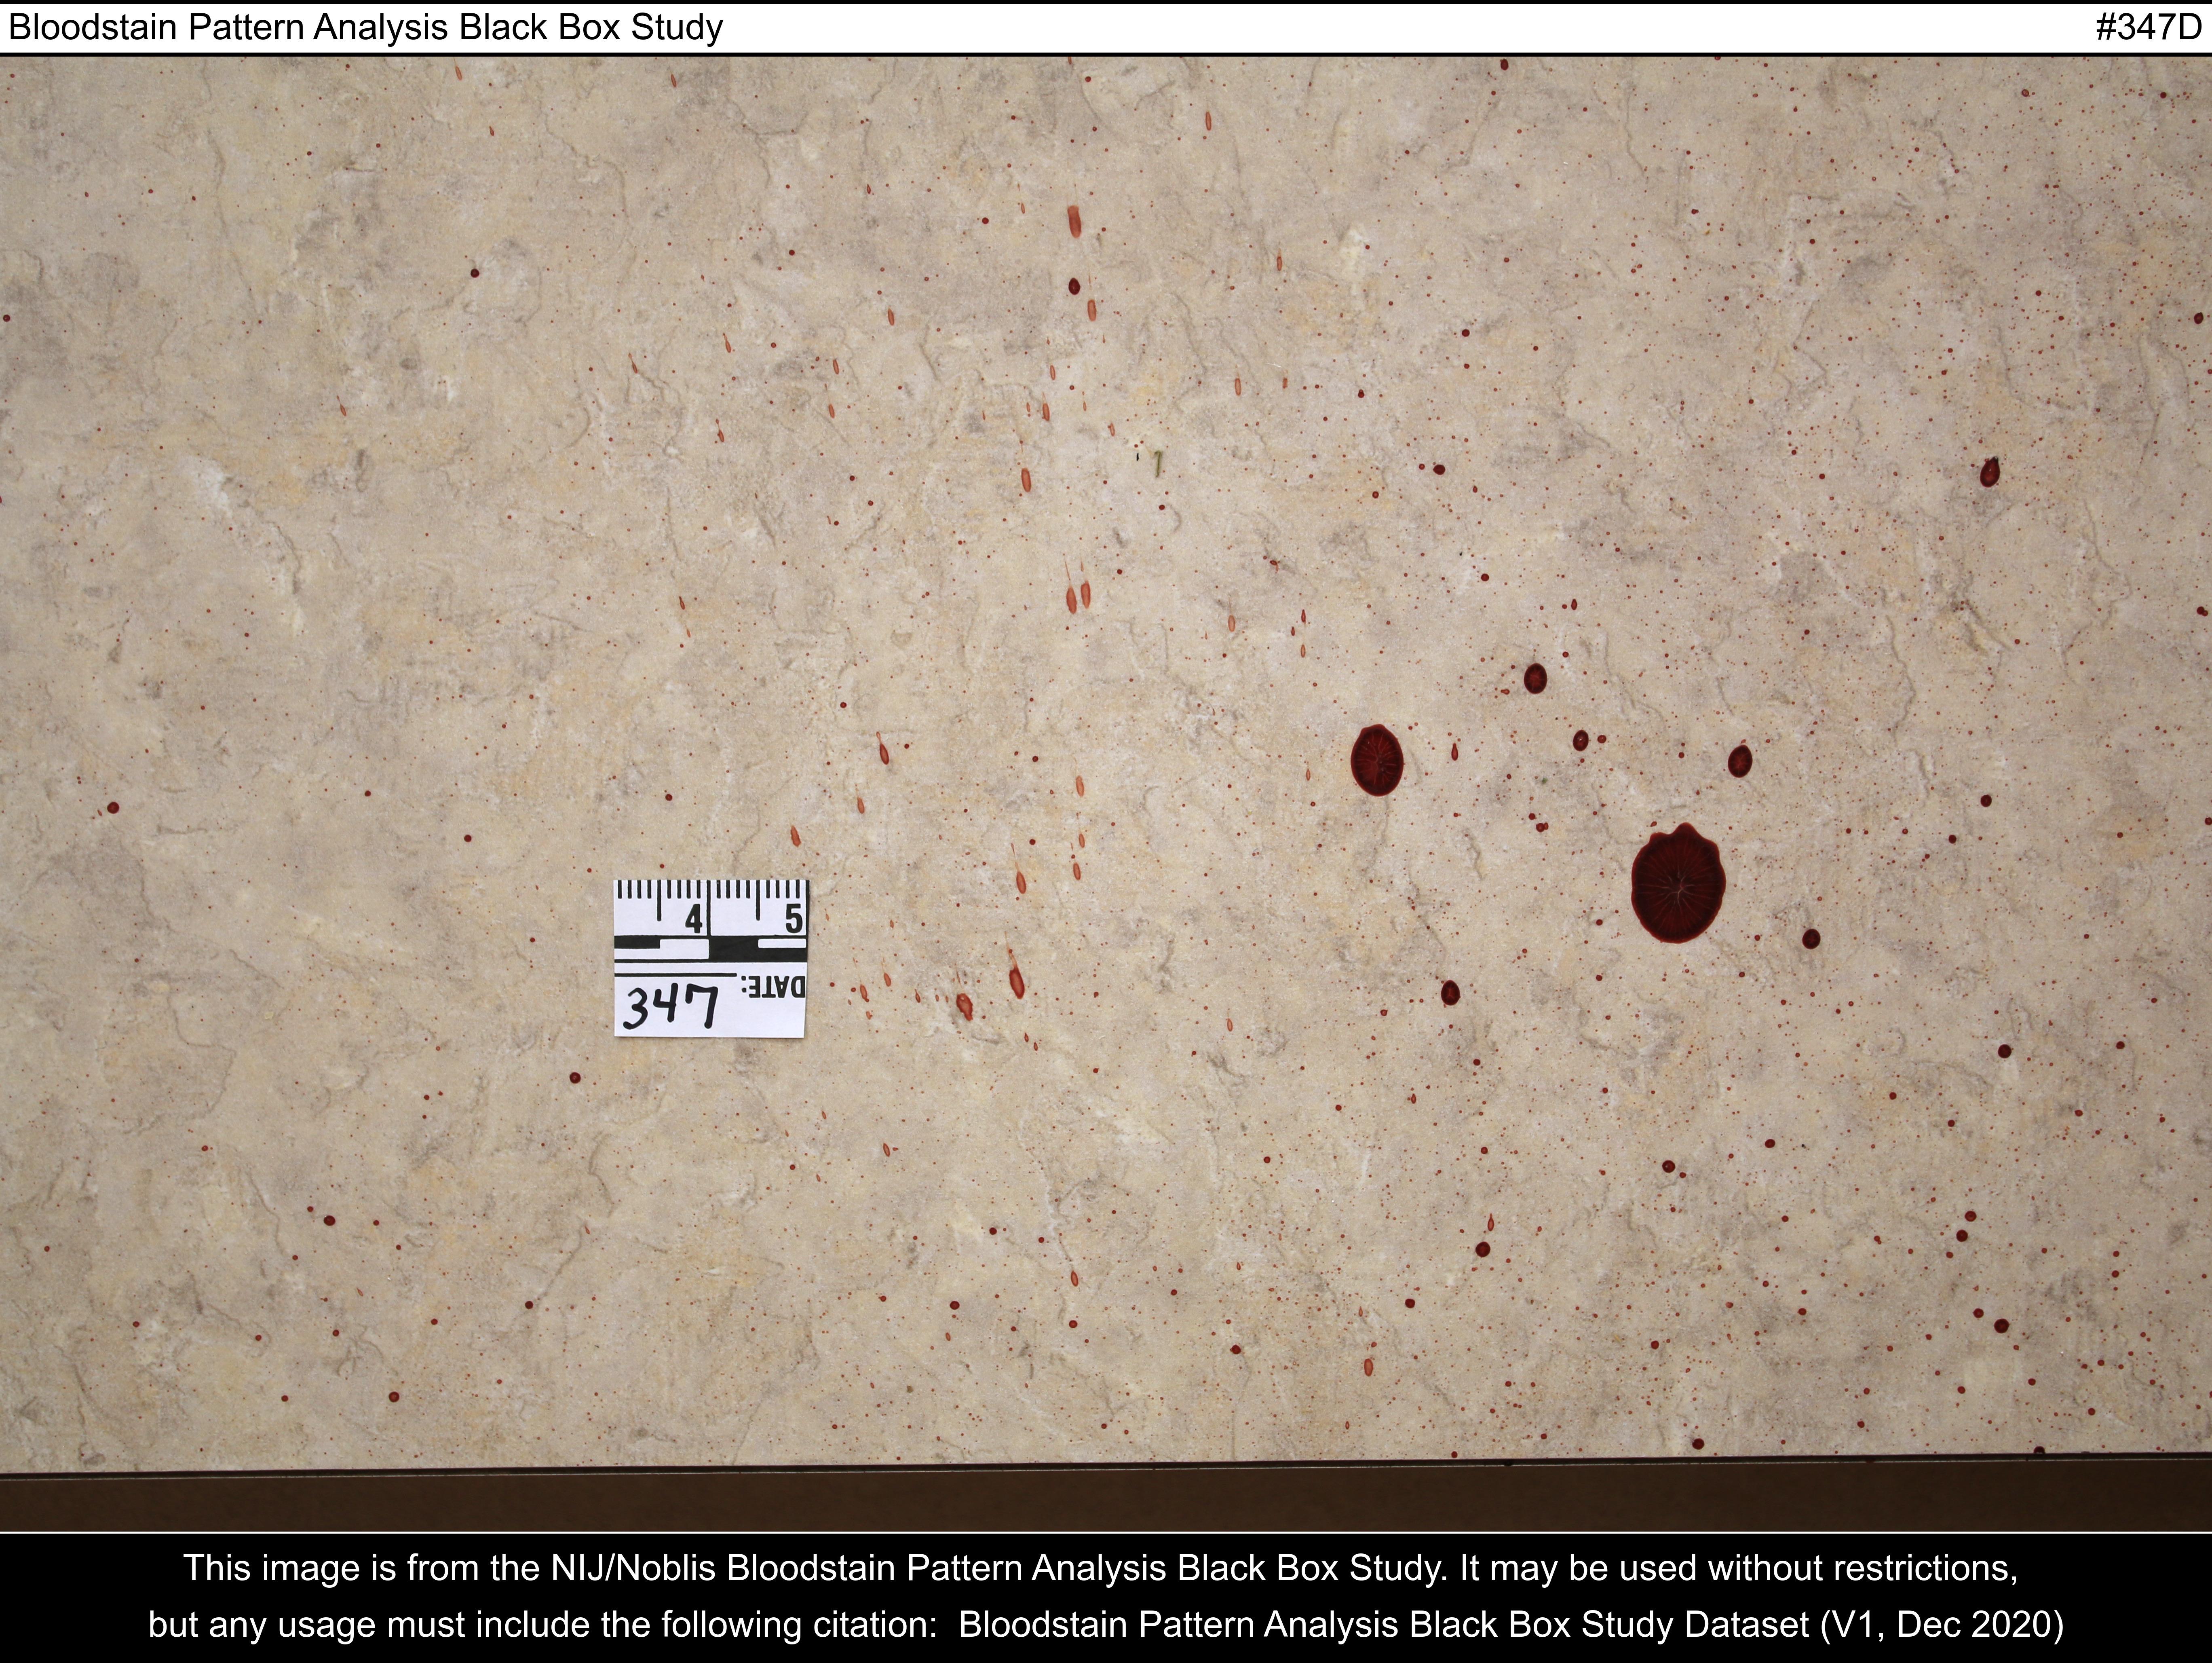 Bloodstain Pattern Analysis Black Box Study #347D
4 5
DATE:
347
This image is from the NIJ/Noblis Bloodstain Pattern Analysis Black Box Study. It may be used without restrictions,
but any usage must include the following citation: Bloodstain Pattern Analysis Black Box Study Dataset (V1, Dec 2020)